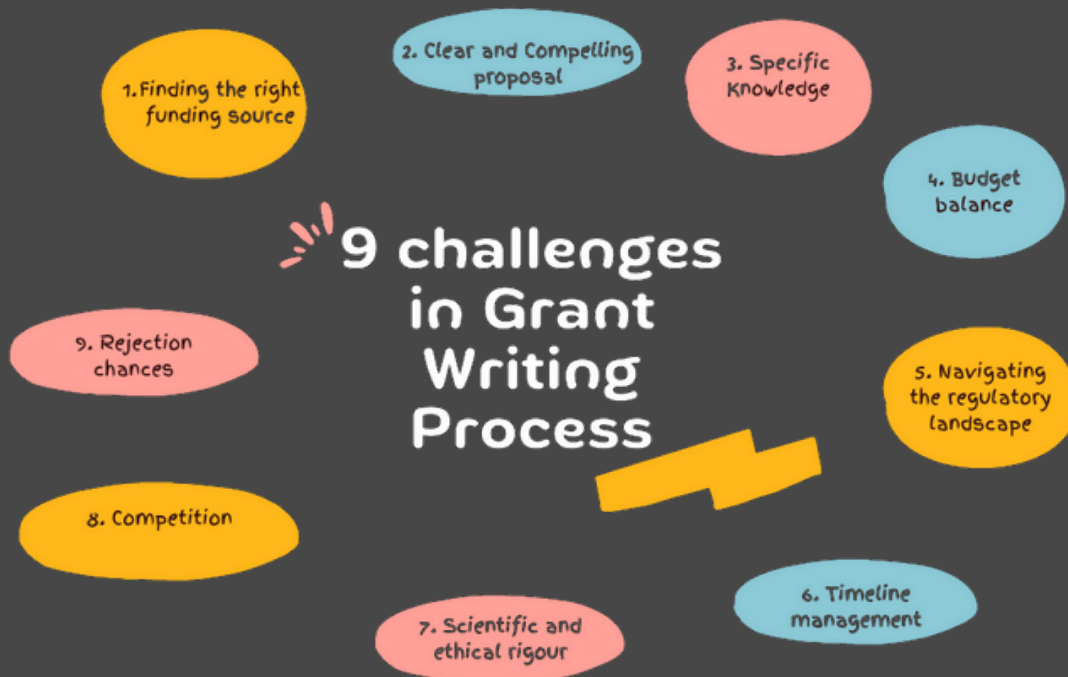 1.Finding the right
funding source
2. Clear and Compelling
proposal
3. Specific
Knowledge
4. Budget
balance
9 challenges
in Grant
Writing
Process
5. Navigating
the regulatory
landscape
6. Timeline
management
7. Scientific and
ethical rigour
8. Competition
9. Rejection
chances